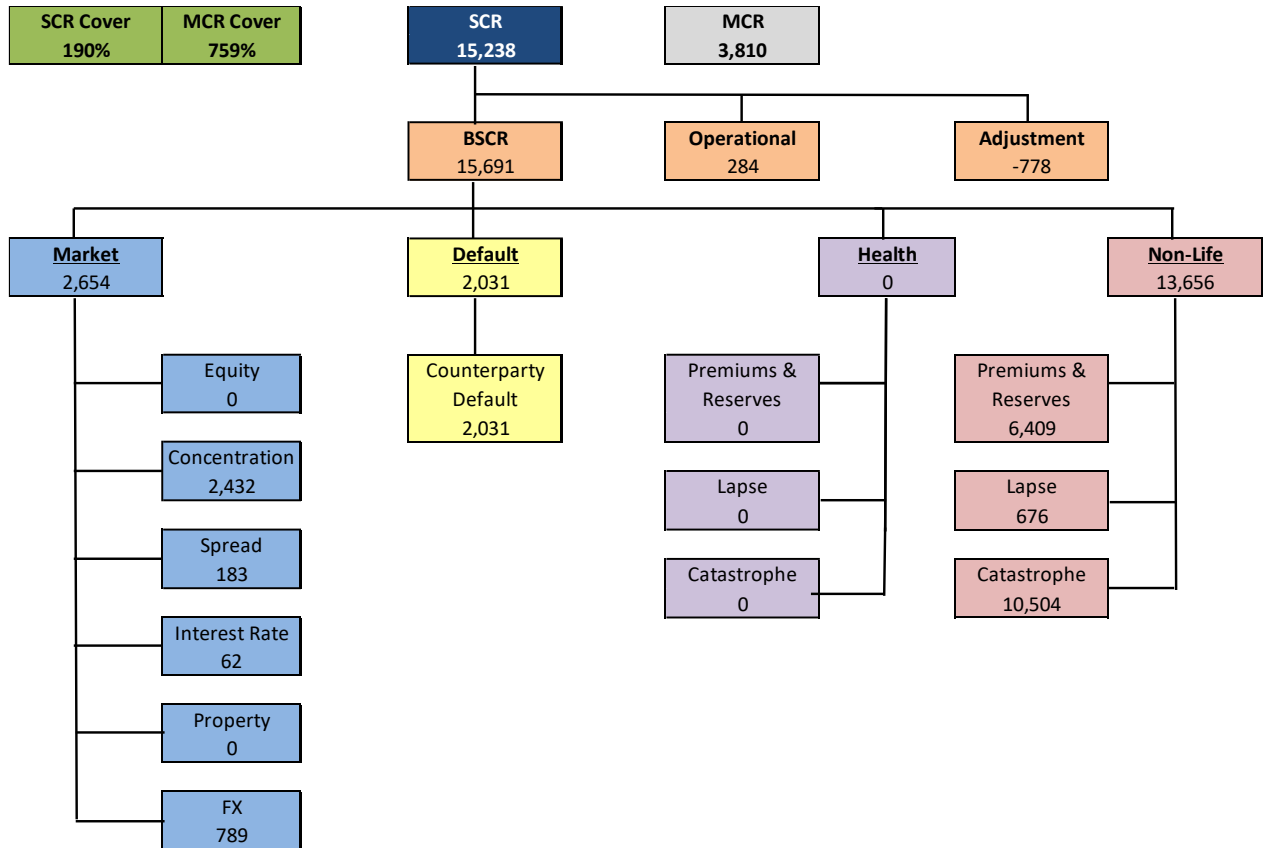 SCR Cover
190%
MCR Cover
759%
SCR
15,238
MCR
3,810
BSCR
15,691
Operational
284
Adjustment
-778
Market
2,654
Default
2,031
Health
0
Non-Life
13,656
Equity
0
Concentration
2,432
Spread
183
Interest Rate
62
Property
0
FX
789
Counterparty
Default
2,031
Premiums &
Reserves
0
Lapse
0
Catastrophe
0
Premiums &
Reserves
6,409
Lapse
676
Catastrophe
10,504